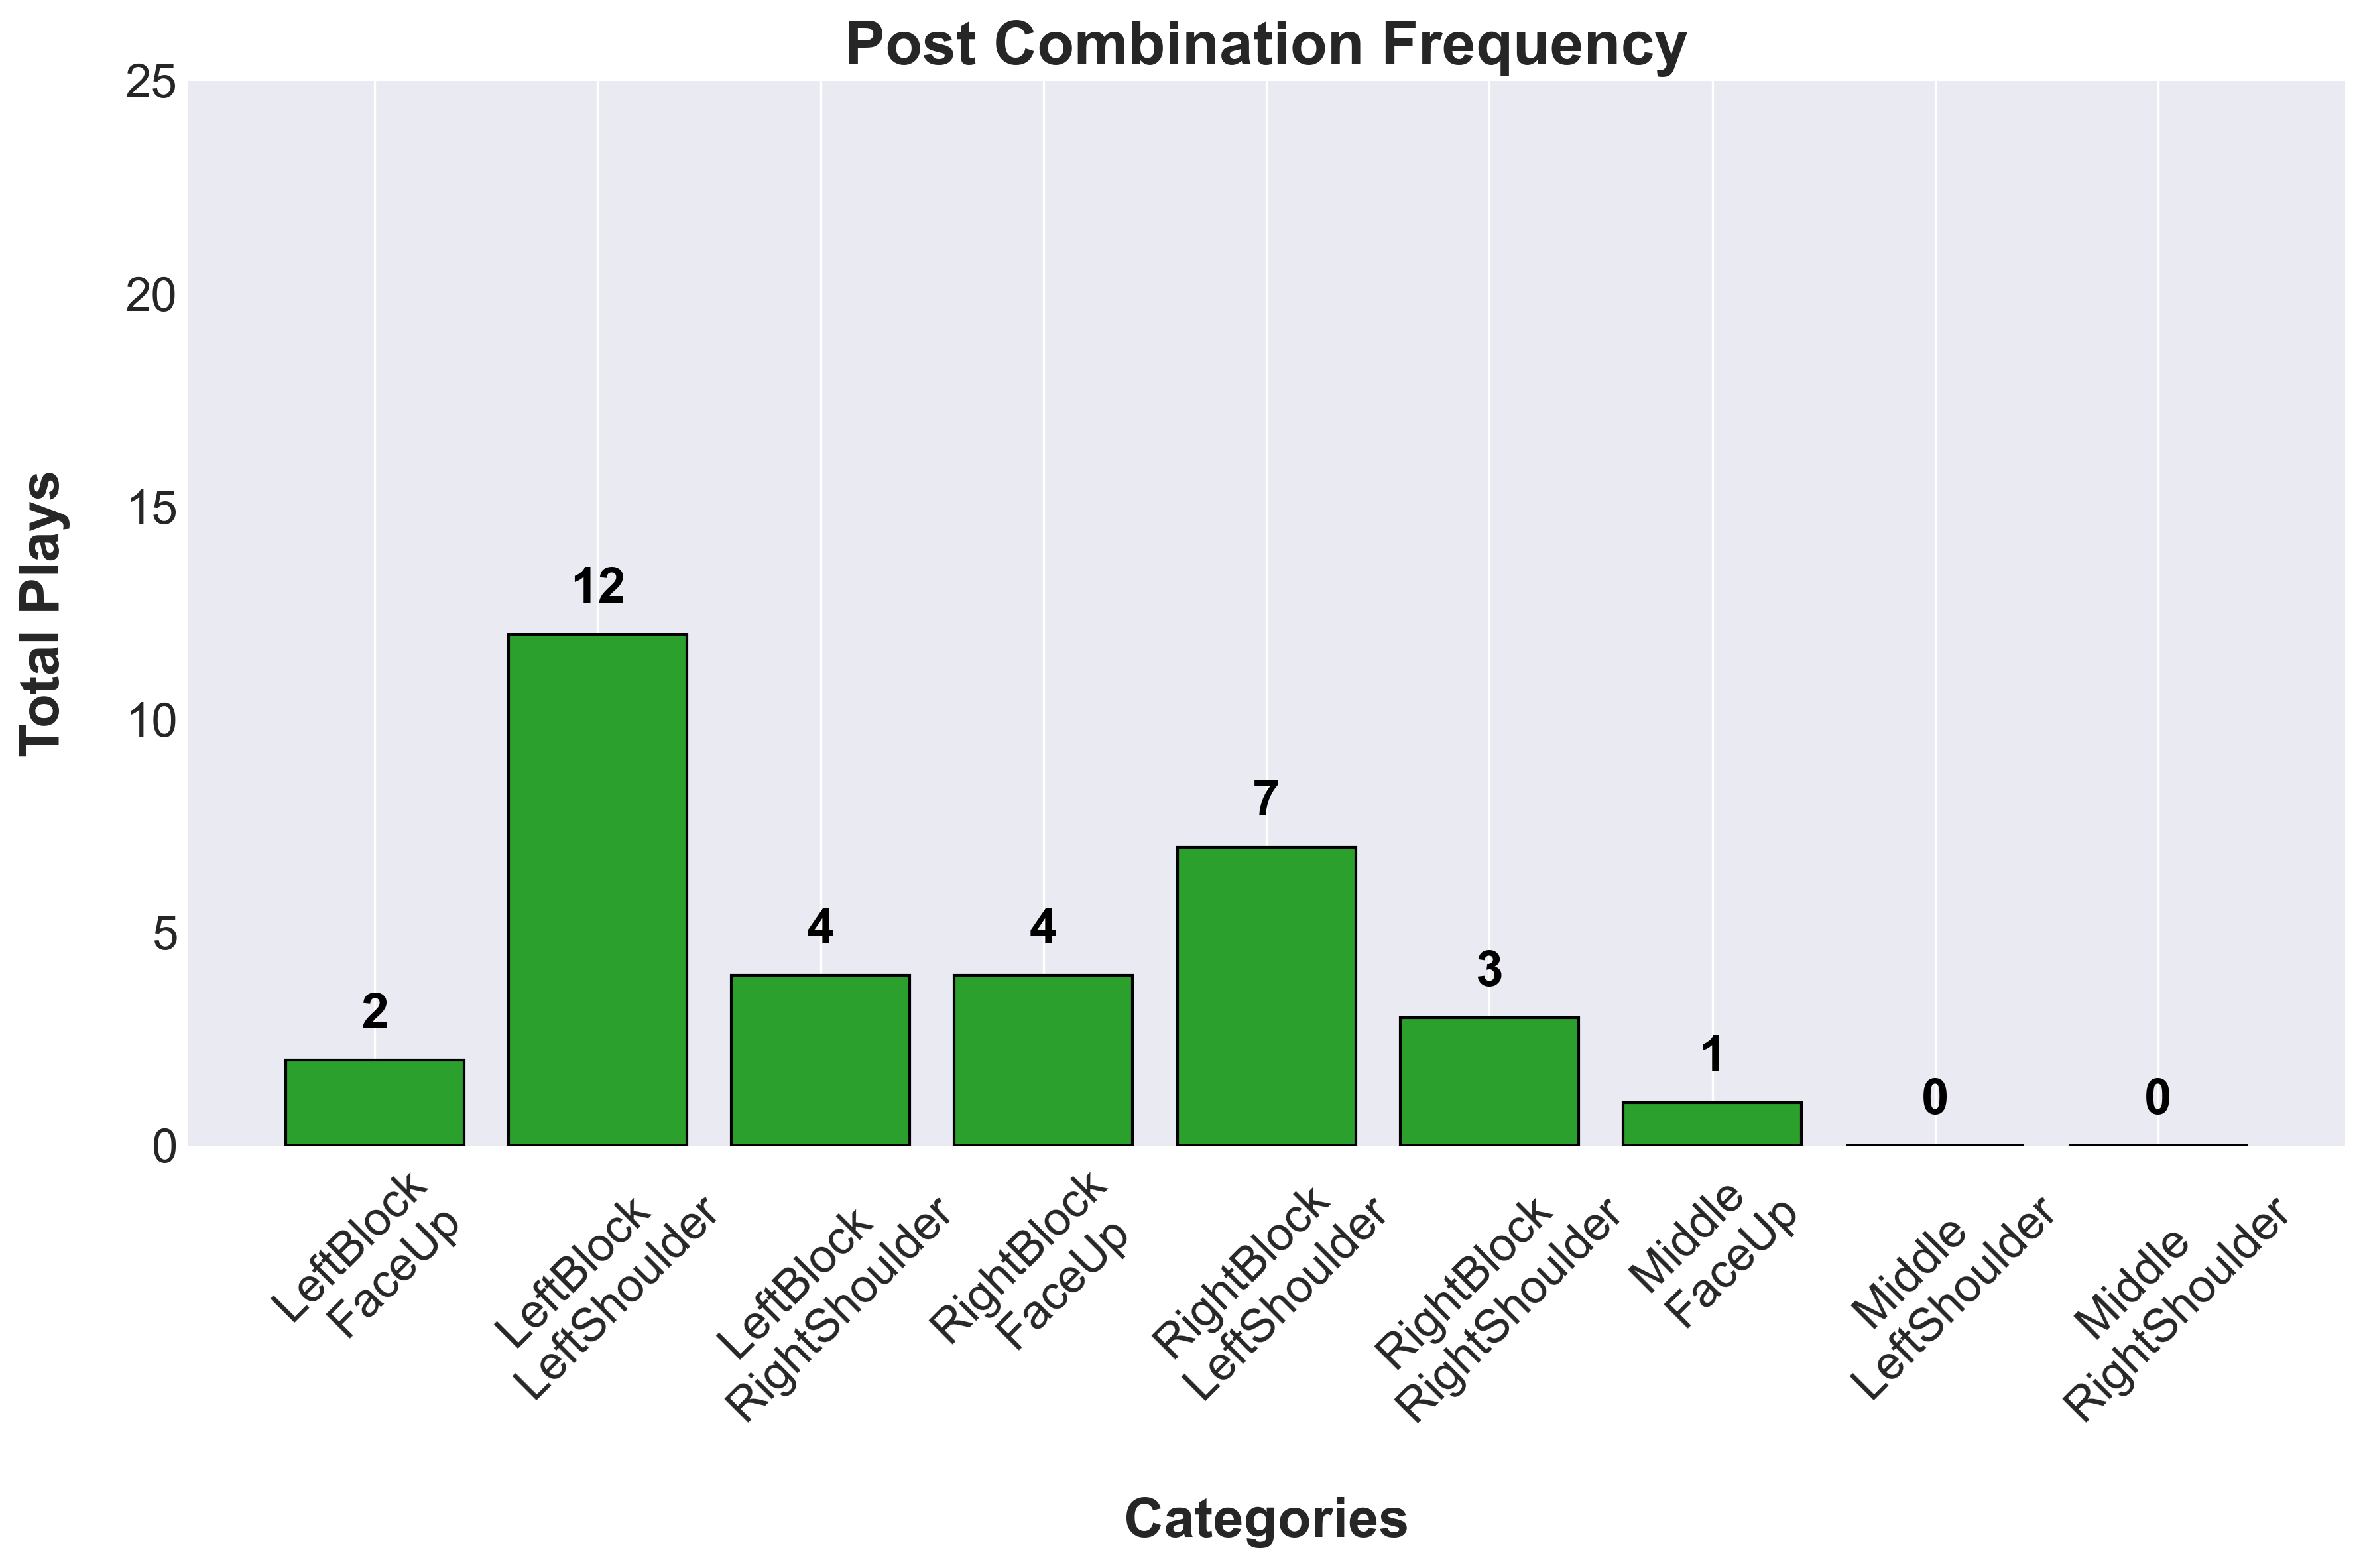 Post Combination Frequency
Total Plays
25
20
15
10
5
0
2
12
4
4
7
3
1
0
0
LeftBlock
FaceUp
LeftBlock
LeftShoulder
LeftBlock
RightShoulder
RightBlock
FaceUp
RightBlock
LeftShoulder
RightBlock
RightShoulder
Middle
FaceUp
Middle
LeftShoulder
Middle
RightShoulder
Categories